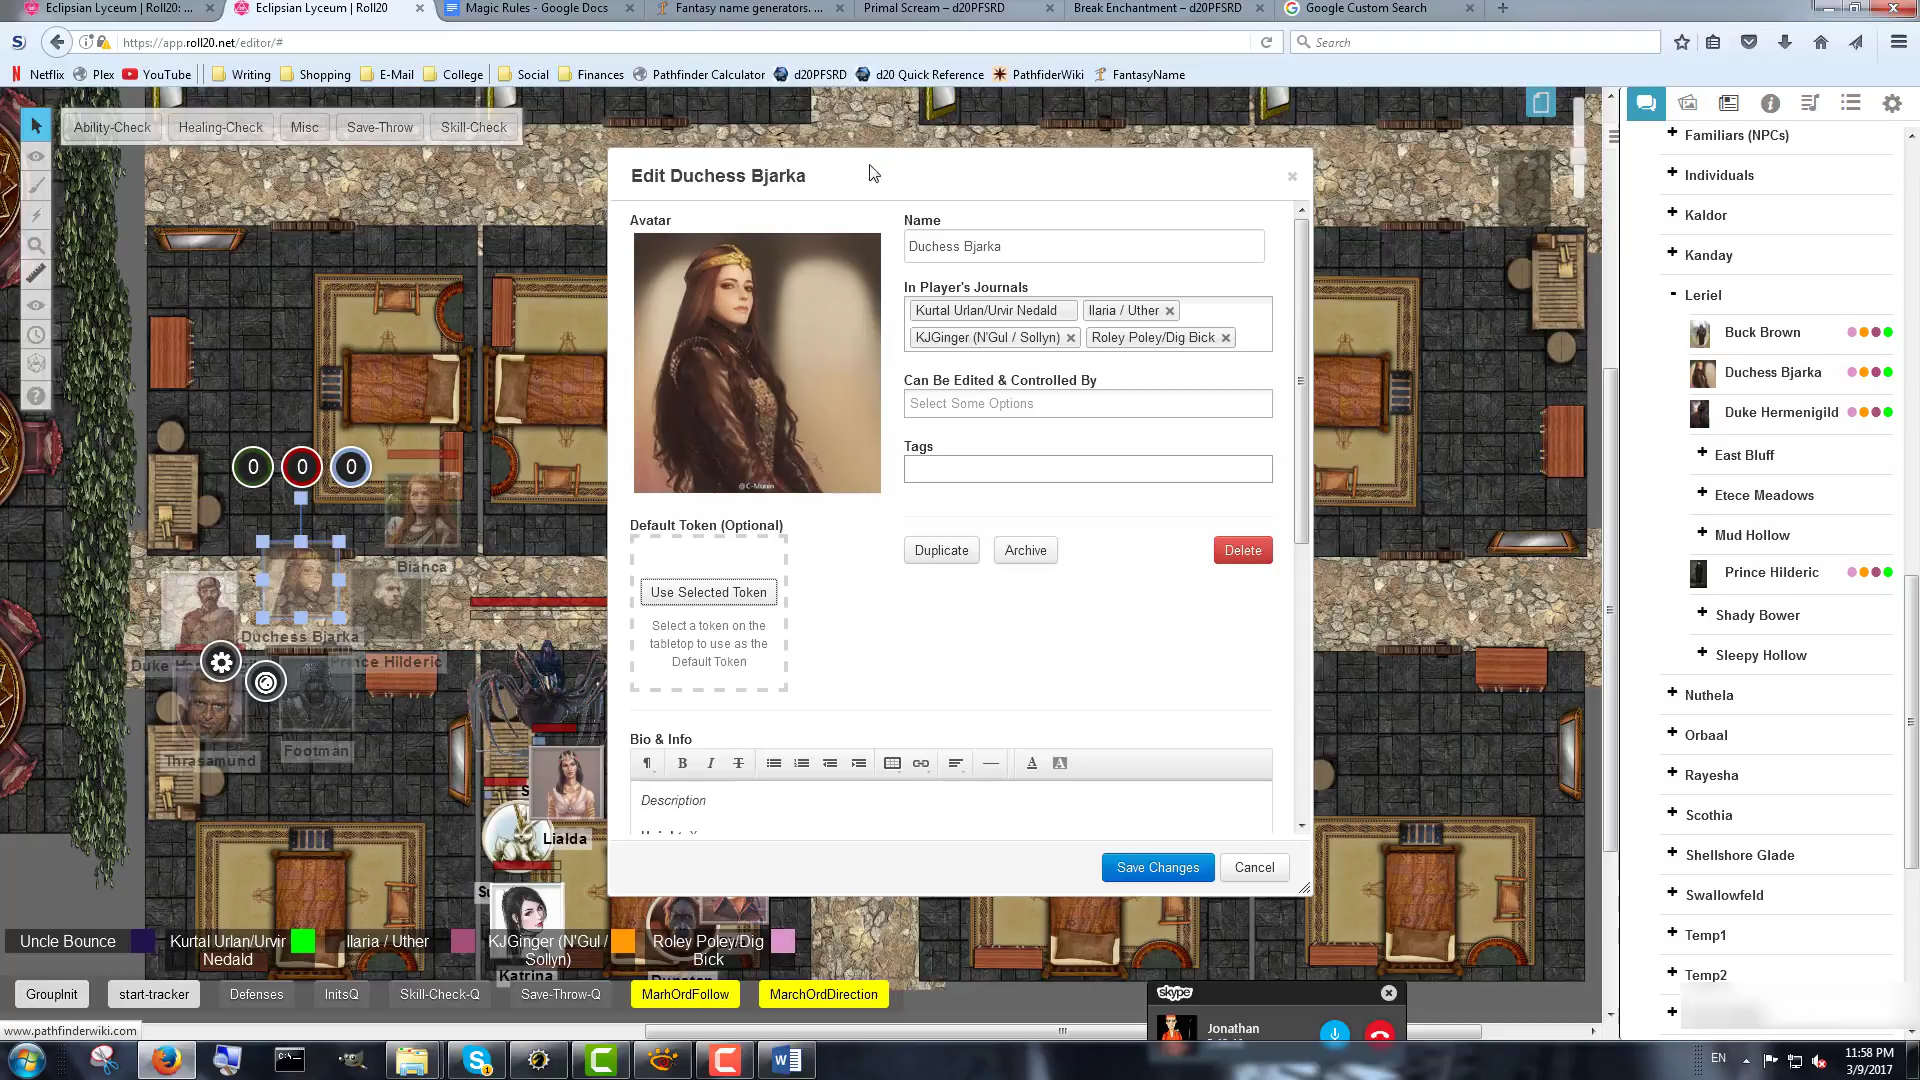 Eclipsian Lyceum | Roll20:
Eclipsian Lyceum | Roll20
Magic Rules - Google Docs
Fantasy name generators. ...
Primal Scream – d20PFSRD
Break Enchantment – d20PFSRD
Google Custom Search
https://app.roll20.net/editor/#
Search
Netflix
Plex
YouTube
Writing
Shopping
E-Mail
College
Social
Finances
Pathfinder Calculator
d20PFSRD
d20 Quick Reference
PathfiderWiki
FantasyName
Ability-Check
Healing-Check
Misc
Save-Throw
Skill-Check
Edit Duchess Bjarka
Avatar
@C-Munin
Name
Duchess Bjarka
In Player's Journals
Kurtal Urlan/Urvir Nedald
Ilaria / Uther
KJGinger (N'Gul / Sollyn)
Roley Poley/Dig Bick
Can Be Edited & Controlled By
Select Some Options
Tags
Default Token (Optional)
Use Selected Token
Select a token on the
tabletop to use as the
Default Token
Duplicate
Archive
Delete
Bio & Info
Description
Save Changes
Cancel
0
0
0
Bianca
Duchess Bjarka
Prince Hilderic
Thrasamund
Footman
Lialda
Katrina
Uncle Bounce
Kurtal Urlan/Urvir
Nedald
Ilaria / Uther
KJGinger (N'Gul /
Sollyn)
Roley Poley/Dig
Bick
GroupInit
start-tracker
Defenses
InitsQ
Skill-Check-Q
Save-Throw-Q
MarhOrdFollow
MarchOrdDirection
Familiars (NPCs)
Individuals
Kaldor
Kanday
Leriel
Buck Brown
Duchess Bjarka
Duke Hermenigild
East Bluff
Etece Meadows
Mud Hollow
Prince Hilderic
Shady Bower
Sleepy Hollow
Nuthela
Orbaal
Rayesha
Scothia
Shellshore Glade
Swallowfeld
Temp1
Temp2
skype
Jonathan
www.pathfinderwiki.com
EN
11:58 PM
3/9/2017